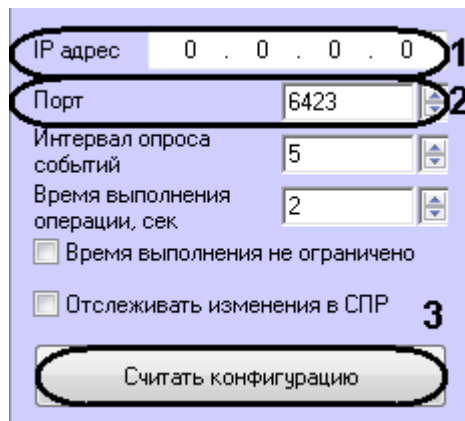 IP адрес 0 . 0 . 0 . 0 1
Порт 6423 2
Интервал опроса
событий 5
Время выполнения
операции, сек 2
Время выполнения не ограничено
Отслеживать изменения в СПР
3
Считать конфигурацию